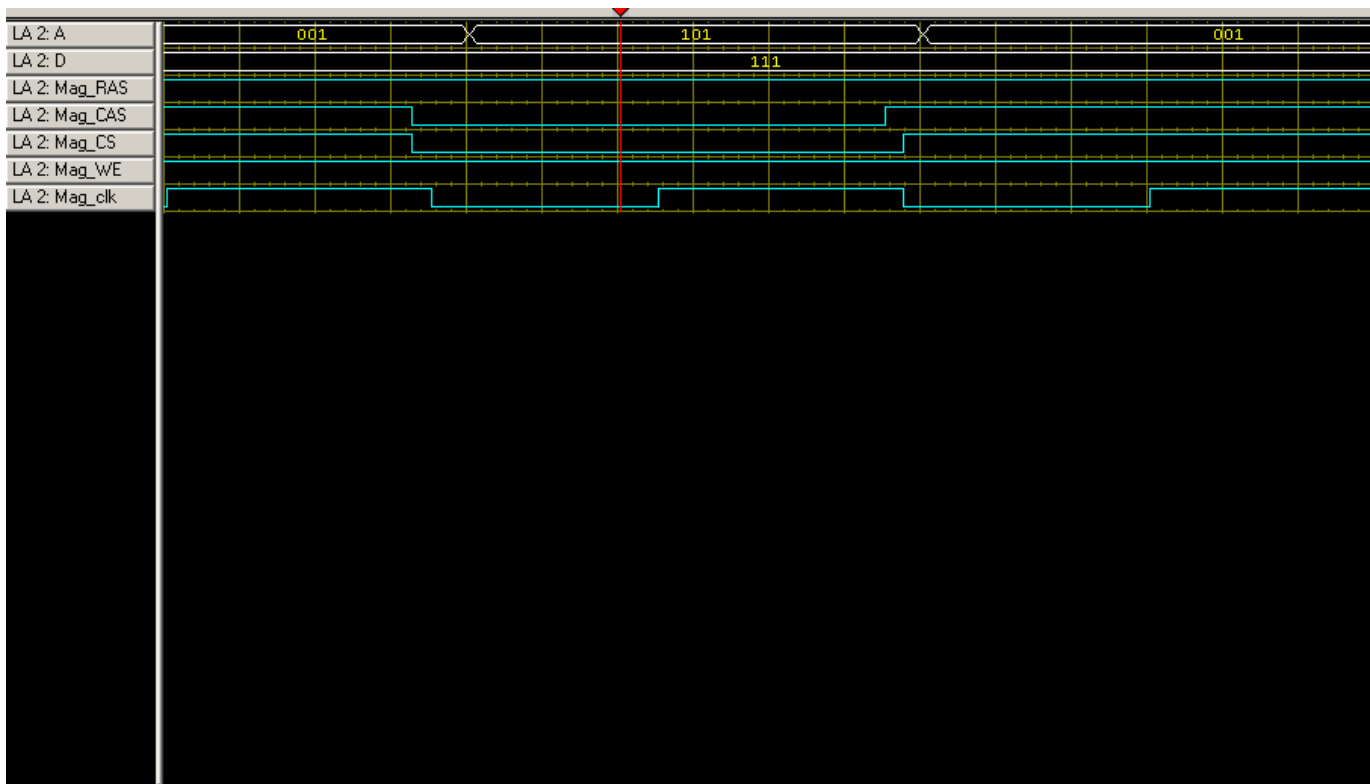 LA 2: A 001 101 001
LA 2: D 111
LA 2: Mag_RAS
LA 2: Mag_CAS
LA 2: Mag_CS
LA 2: Mag_WE
LA 2: Mag_clk